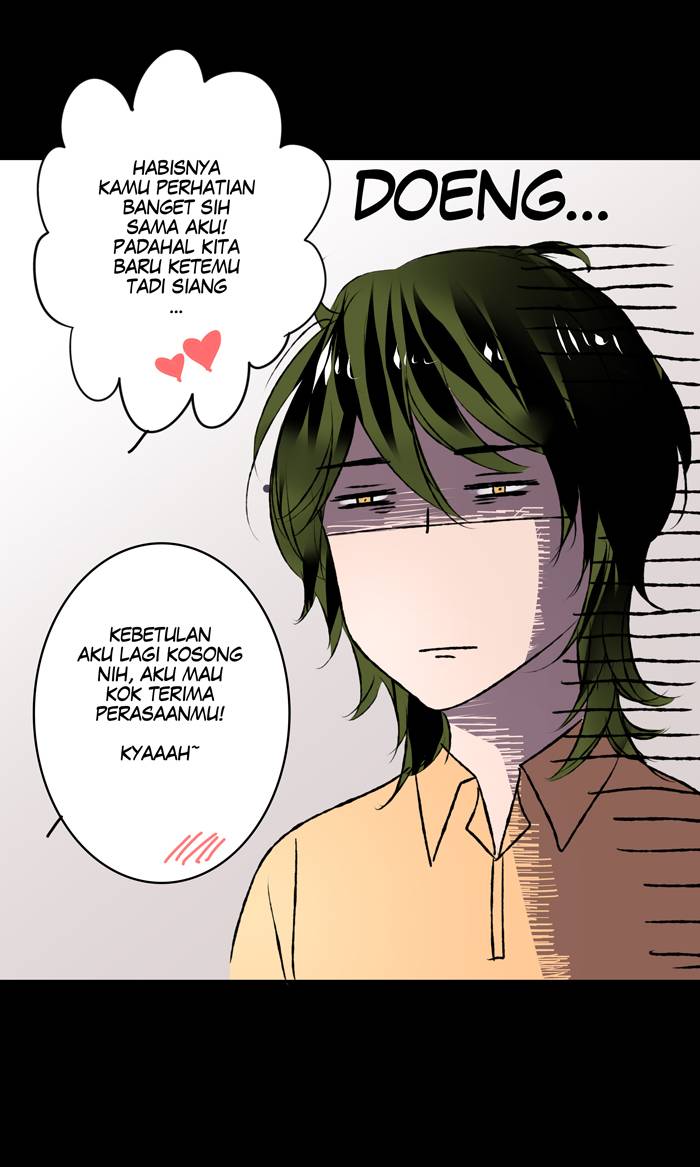 HABISNYA
KAMU PERHATIAN
BANGET SIH
SAMA AKU!
PADAHAL KITA
BARU KETEMU
TADI SIANG
...
DOENG...
KEBETULAN
AKU LAGI KOSONG
NIH, AKU MAU
KOK TERIMA
PERASAANMU!
KYAAAH~